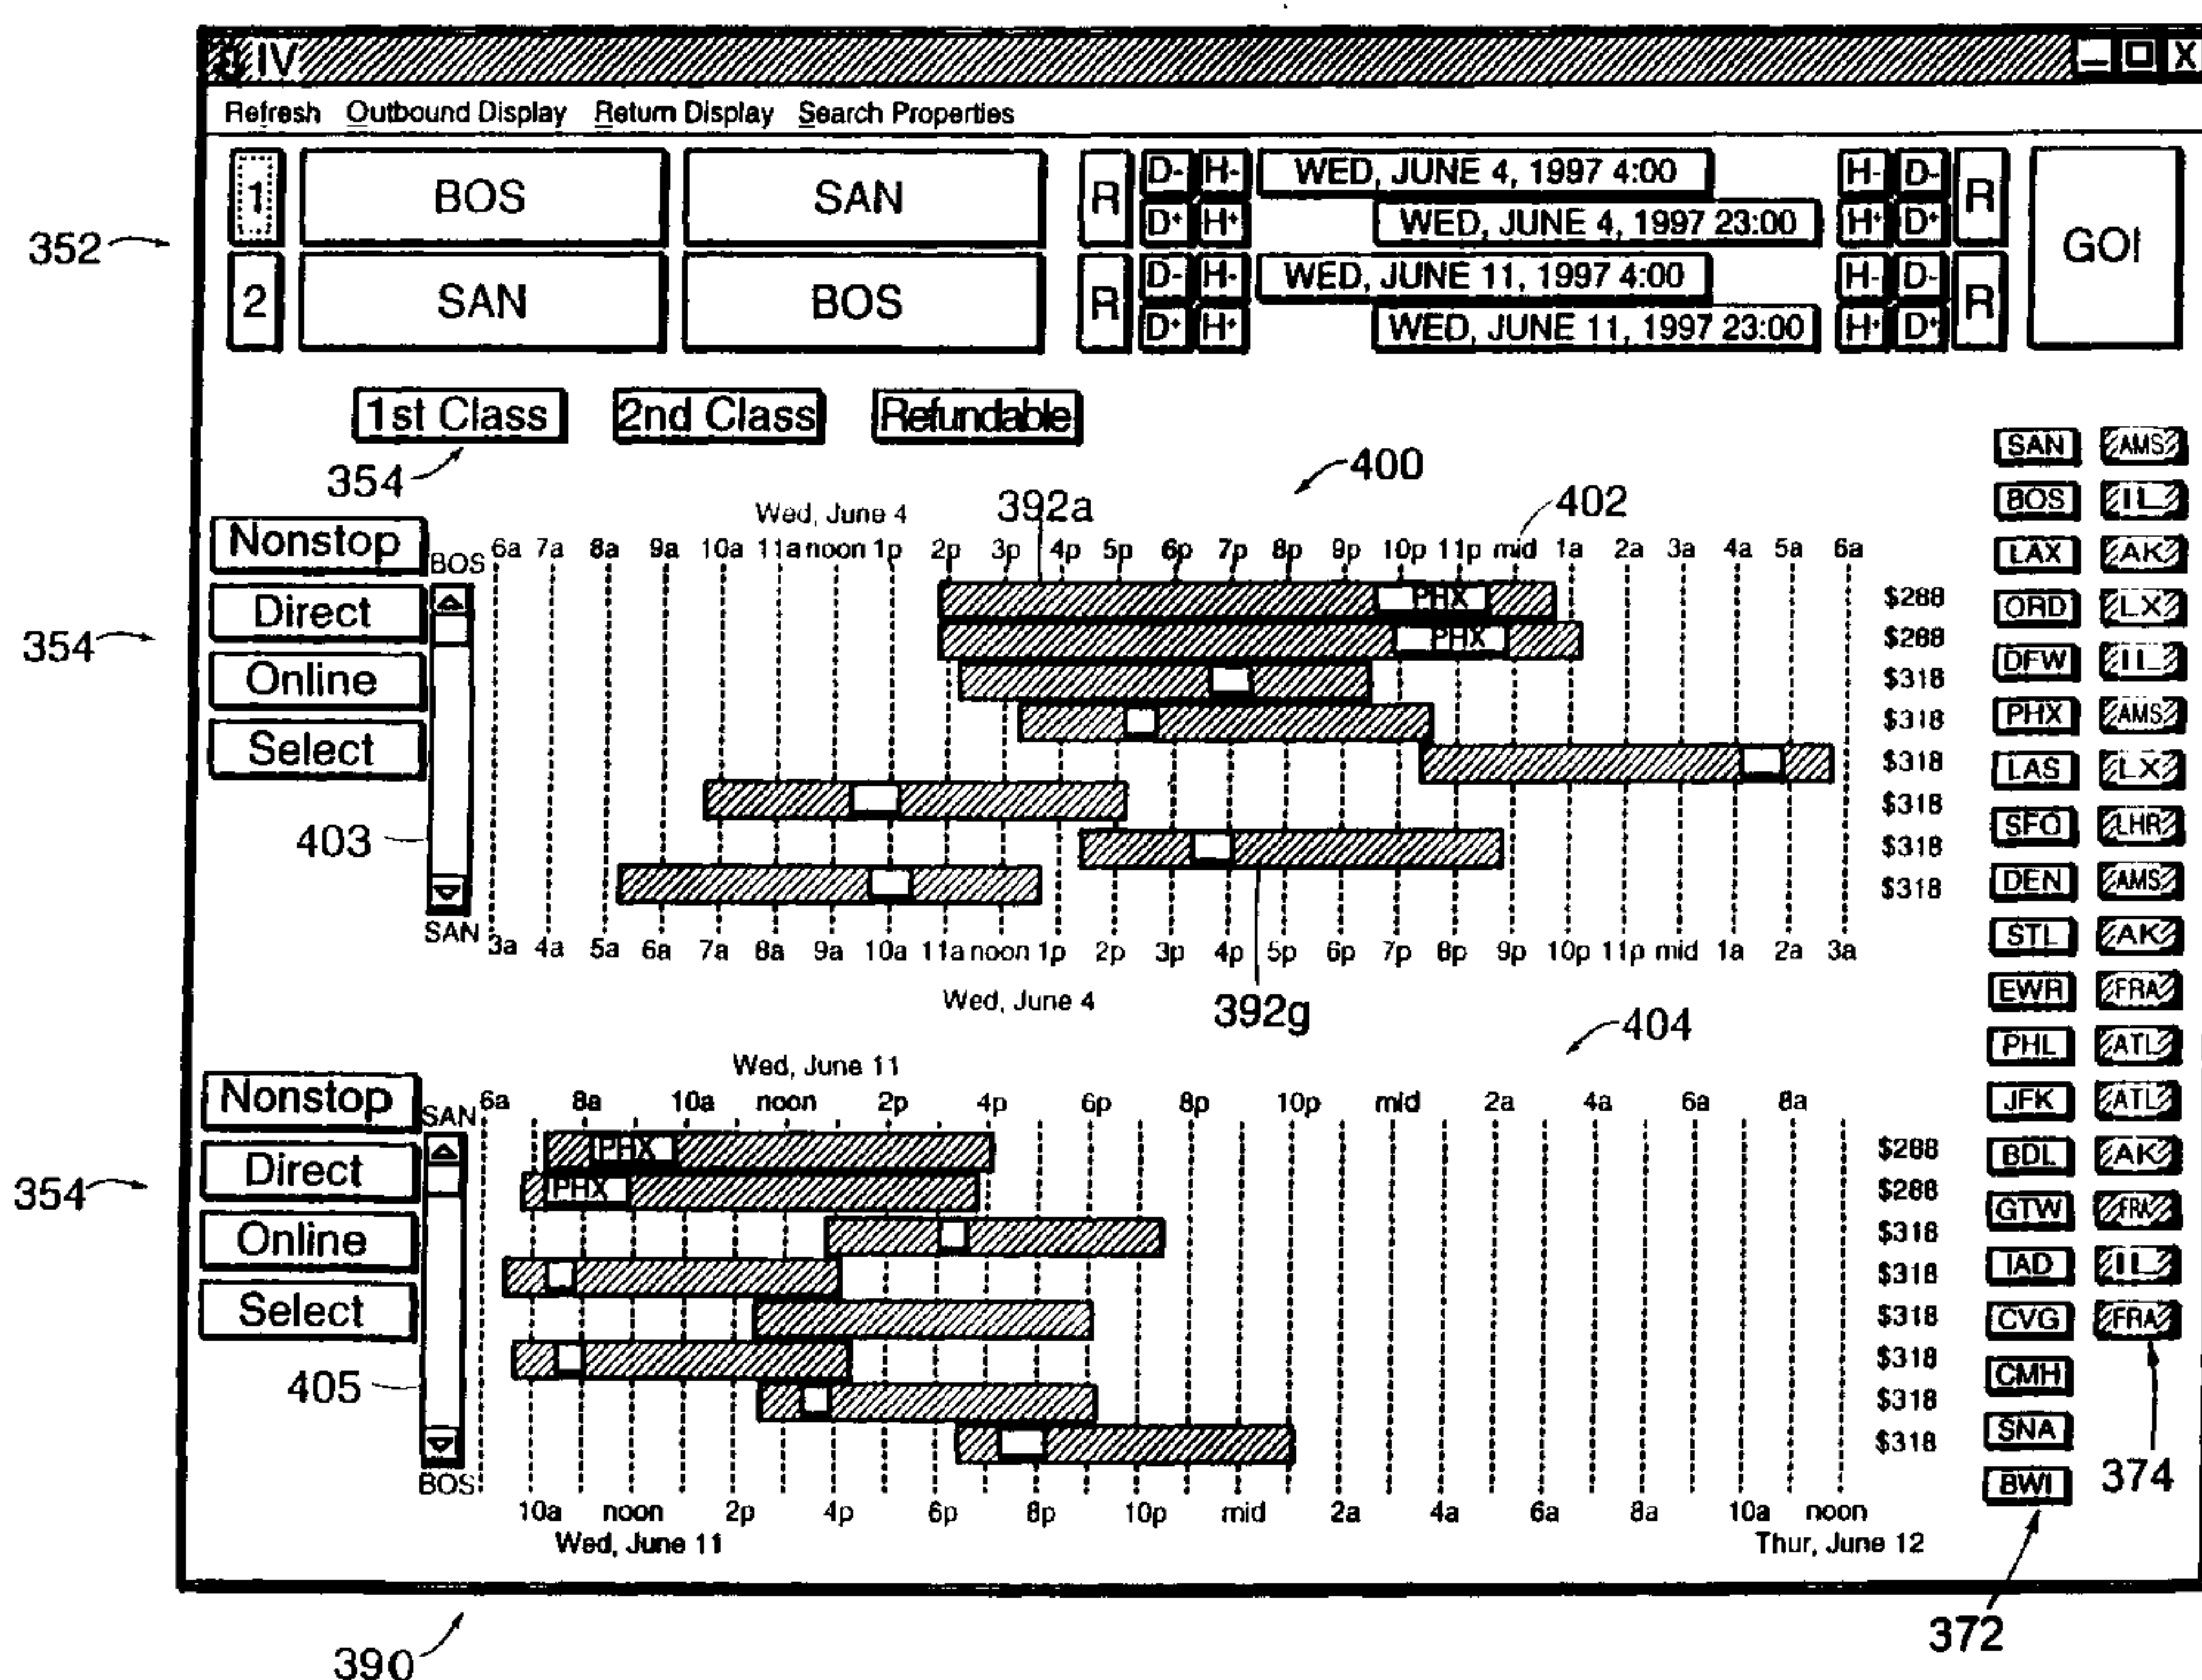 IV
Refresh Outbound Display Return Display Search Properties
1 BOS SAN R D- H- WED, JUNE 4, 1997 4:00 H- D- R
D+ H+ WED, JUNE 4, 1997 23:00 H+ D+
GO!
352
2 SAN BOS R D- H- WED, JUNE 11, 1997 4:00 H- D- R
D+ H+ WED, JUNE 11, 1997 23:00 H+ D+
1st Class 2nd Class Refundable
354
400
SAN AMS
BOS IL
LAX AK
ORD LX
DFW IL
PHX AMS
LAS LX
SFO LHR
DEN AMS
STL AK
EWR FRA
PHL ATL
JFK ATL
BDL AK
GTW FRA
IAD IL
CVG FRA
CMH
SNA
BWI
374
372
Wed, June 4 392a 402
Nonstop
Direct
Online
Select
354
403
BOS 6a 7a 8a 9a 10a 11a noon 1p 2p 3p 4p 5p 6p 7p 8p 9p 10p 11p mid 1a 2a 3a 4a 5a 6a
PHX $288
PHX $288
$318
$318
$318
$318
$318
$318
SAN 3a 4a 5a 6a 7a 8a 9a 10a 11a noon 1p 2p 3p 4p 5p 6p 7p 8p 9p 10p 11p mid 1a 2a 3a
Wed, June 4 392g
404
Wed, June 11
Nonstop
Direct
Online
Select
354
405
SAN 6a 8a 10a noon 2p 4p 6p 8p 10p mid 2a 4a 6a 8a
PHX $288
PHX $288
$318
$318
$318
$318
$318
$318
BOS 10a noon 2p 4p 6p 8p 10p mid 2a 4a 6a 8a 10a noon
Wed, June 11 Thur, June 12
390